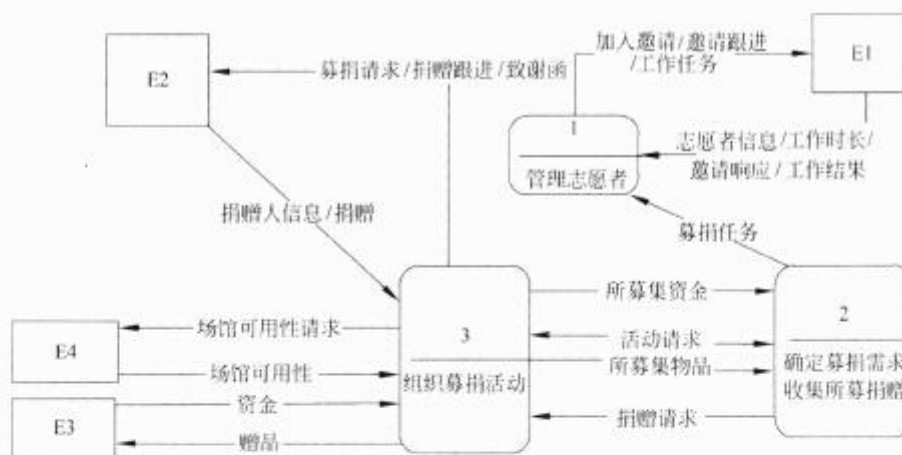 加入邀请/邀请跟进
/工作任务
E1
E2
募捐请求/捐赠跟进/致谢函
1
管理志愿者
志愿者信息/工作时长/
邀请响应/工作结果
捐赠人信息/捐赠
募捐任务
所募集资金
场馆可用性请求
3
活动请求
2
E4
组织募捐活动
所募集物品
确定募捐需求
收集所募捐赠
场馆可用性
资金
捐赠请求
E3
赠品